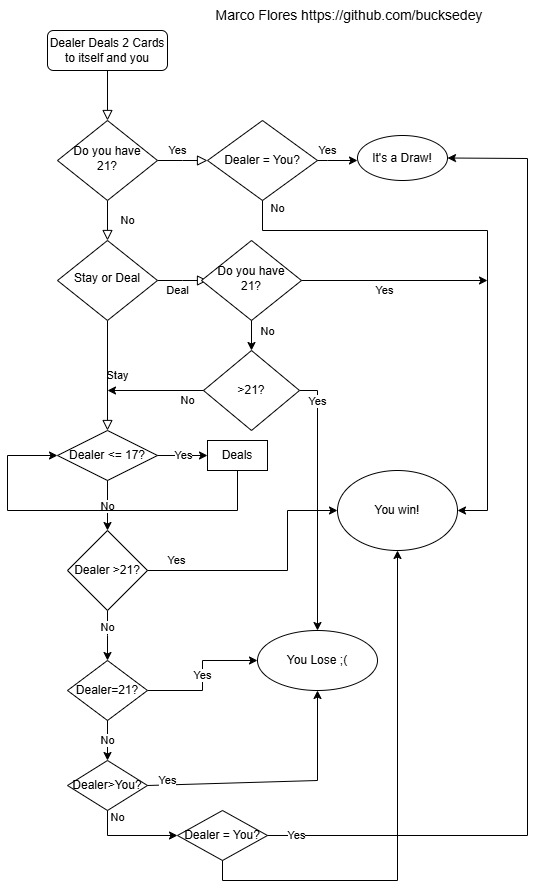 Marco Flores https://github.com/bucksedey
Dealer Deals 2 Cards
to itself and you
Do you have
21?
Yes
Dealer = You?
Yes
It's a Draw!
No
No
Stay or Deal
Deal
Do you have
21?
Yes
No
Stay
>21?
No
Yes
Dealer <= 17?
Yes
Deals
No
You win!
Dealer >21?
Yes
No
You Lose ;(
Dealer=21?
Yes
No
Dealer>You?
Yes
No
Dealer = You?
Yes